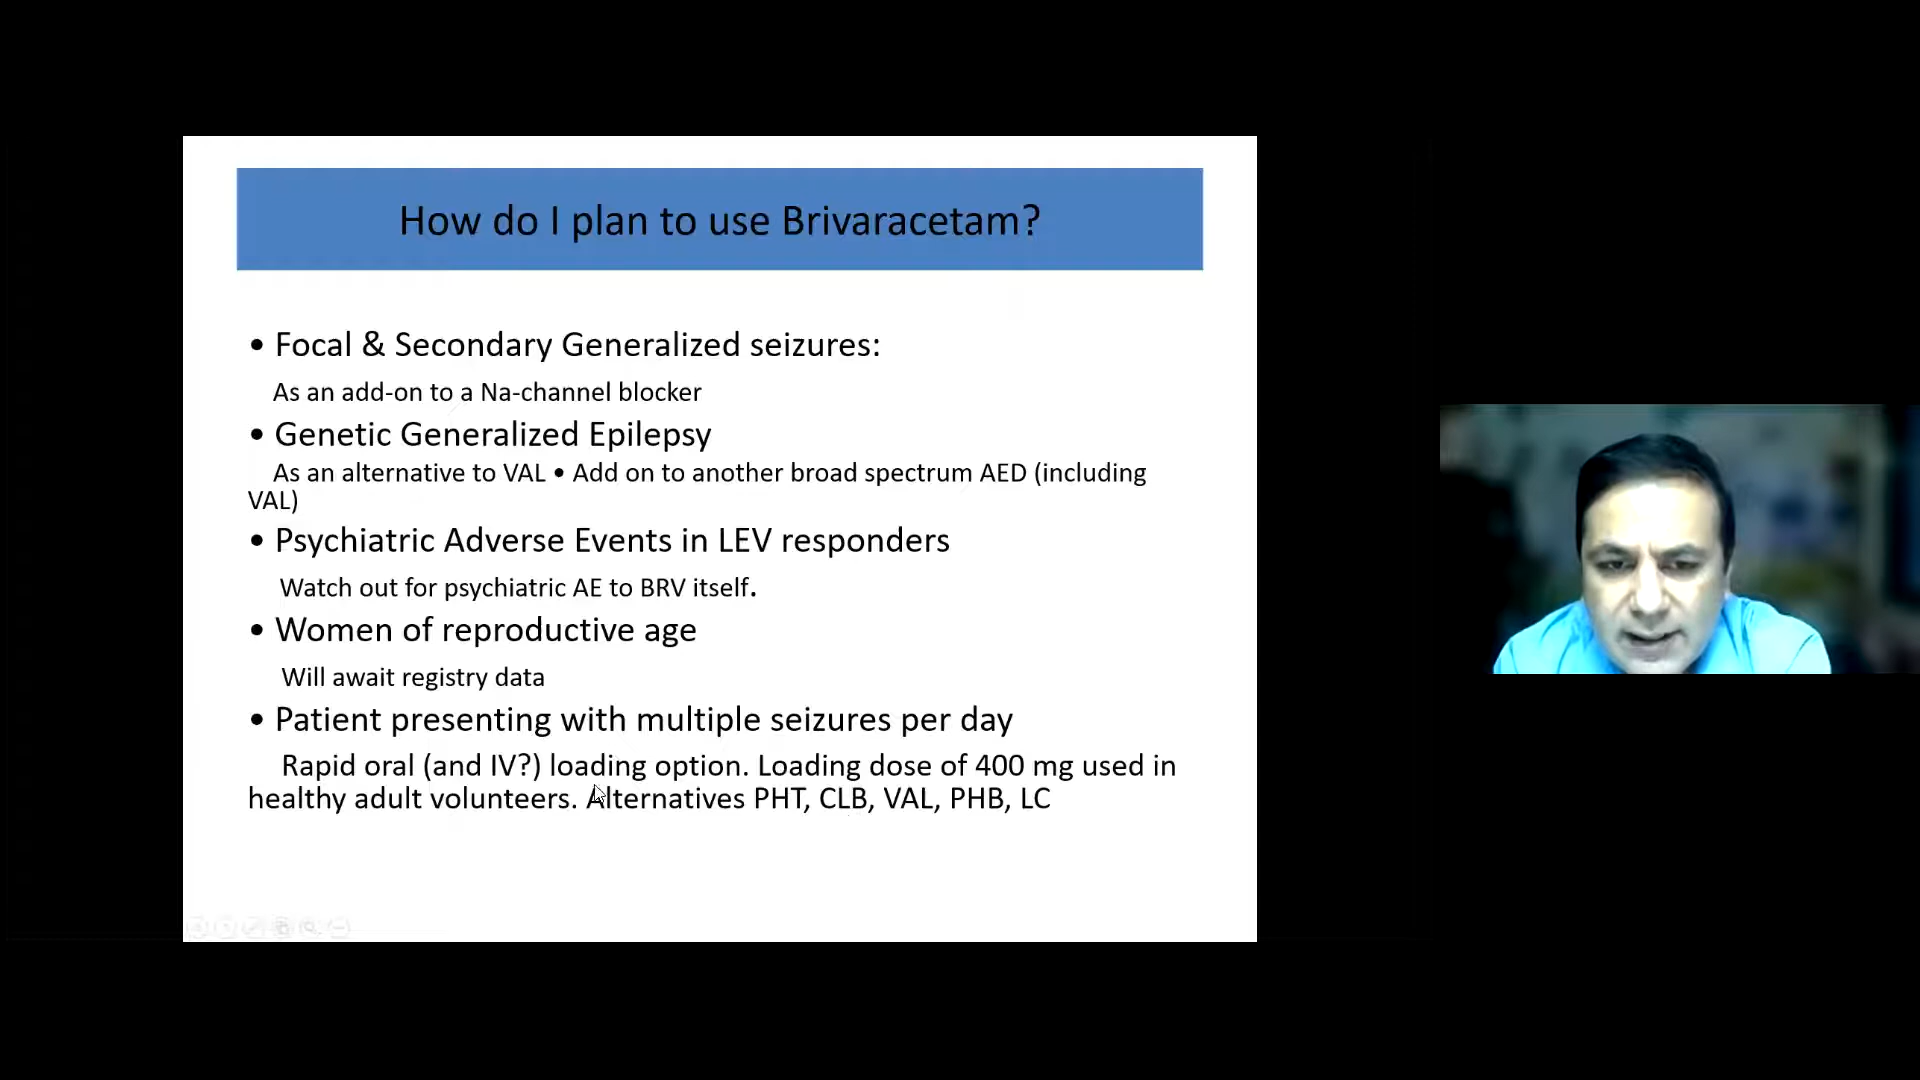 How do I plan to use Brivaracetam?
• Focal & Secondary Generalized seizures:
As an add-on to a Na-channel blocker
• Genetic Generalized Epilepsy
As an alternative to VAL • Add on to another broad spectrum AED (including
VAL)
• Psychiatric Adverse Events in LEV responders
Watch out for psychiatric AE to BRV itself.
• Women of reproductive age
Will await registry data
• Patient presenting with multiple seizures per day
Rapid oral (and IV?) loading option. Loading dose of 400 mg used in
healthy adult volunteers. Alternatives PHT, CLB, VAL, PHB, LC